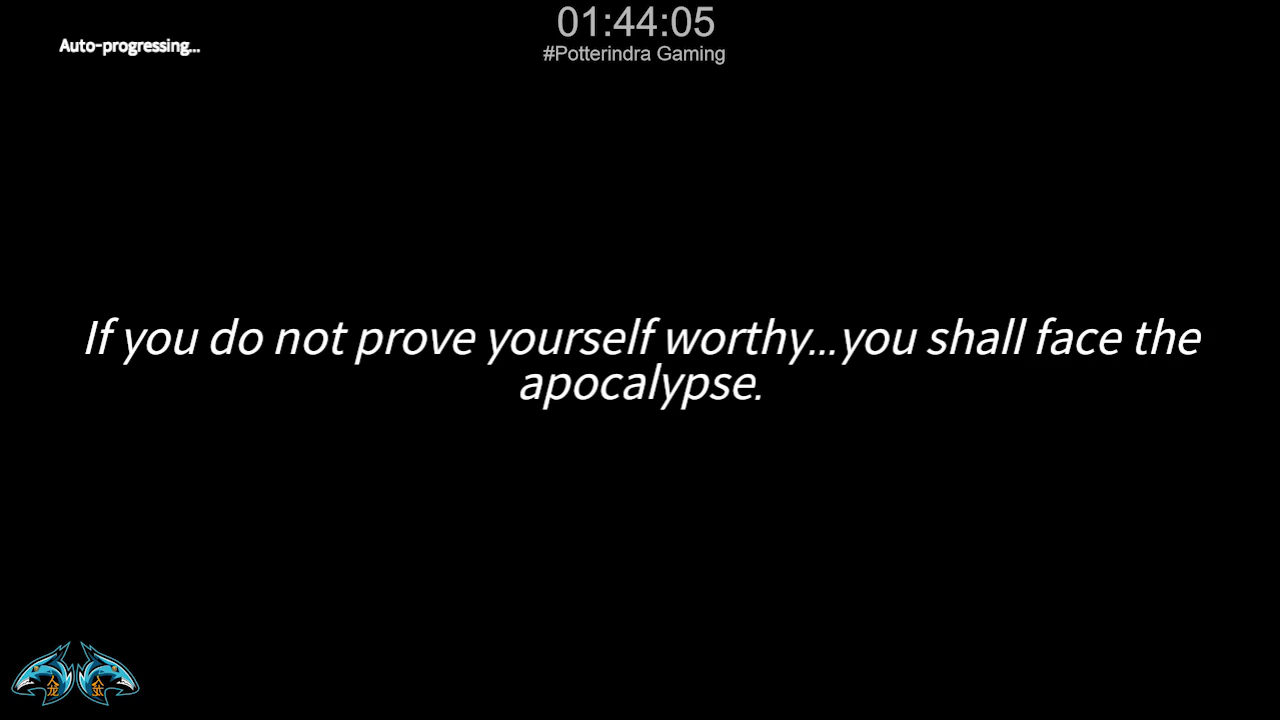 01:44:05
Auto-progressing...
#Potterindra Gaming
If you do not prove yourself worthy...you shall face the
apocalypse.